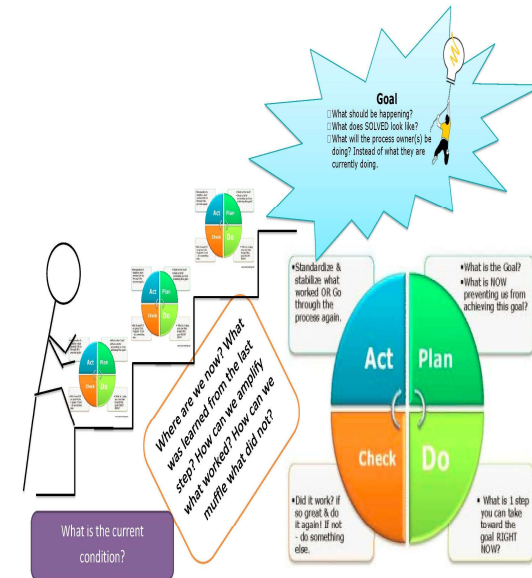 Goal
□What should be happening?
□What does SOLVED look like?
□What will the process owner(s) be
doing? Instead of what they are
currently doing.
Act
Plan
Check
Do
Act
Plan
Check
Do
Act
Plan
Check
Do
Where are we now? What
was learned from the last
step? How can we amplify
what worked? How can we
muffle what did not?
What is the current
condition?
•Standardize &
stabilize what
worked OR Go
through the
process again.
•What is the Goal?
•What is NOW
preventing us from
achieving this goal?
Act
Plan
Check
Do
•Did it work? if
so great & do
it again! If not
- do something
else.
• What is 1 step
you can take
toward the
goal RIGHT
NOW?